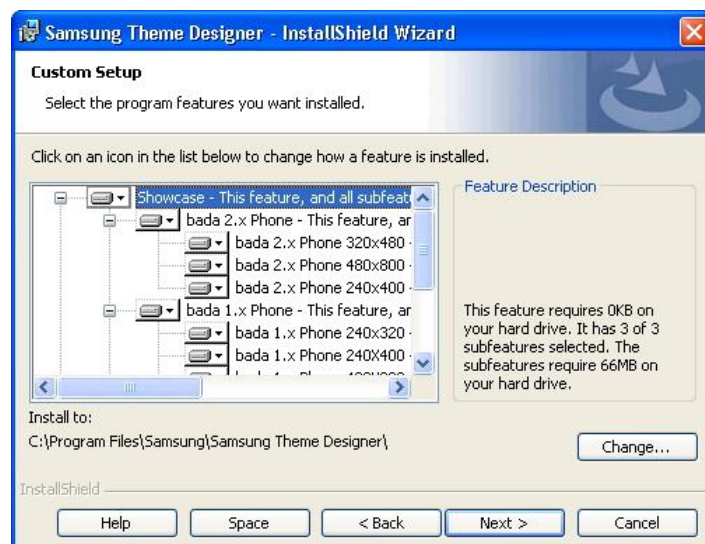 Samsung Theme Designer - InstallShield Wizard
Custom Setup
Select the program features you want installed.
Click on an icon in the list below to change how a feature is installed.
Showcase - This feature, and all subfeat
bada 2.x Phone - This feature, ar
bada 2.x Phone 320x480 -
bada 2.x Phone 480x800 -
bada 2.x Phone 240x400 -
bada 1.x Phone - This feature, ar
bada 1.x Phone 240x320 -
bada 1.x Phone 240X400 -
Feature Description
This feature requires 0KB on
your hard drive. It has 3 of 3
subfeatures selected. The
subfeatures require 66MB on
your hard drive.
Install to:
C:\Program Files\Samsung\Samsung Theme Designer\
Change...
InstallShield
Help
Space
< Back
Next >
Cancel